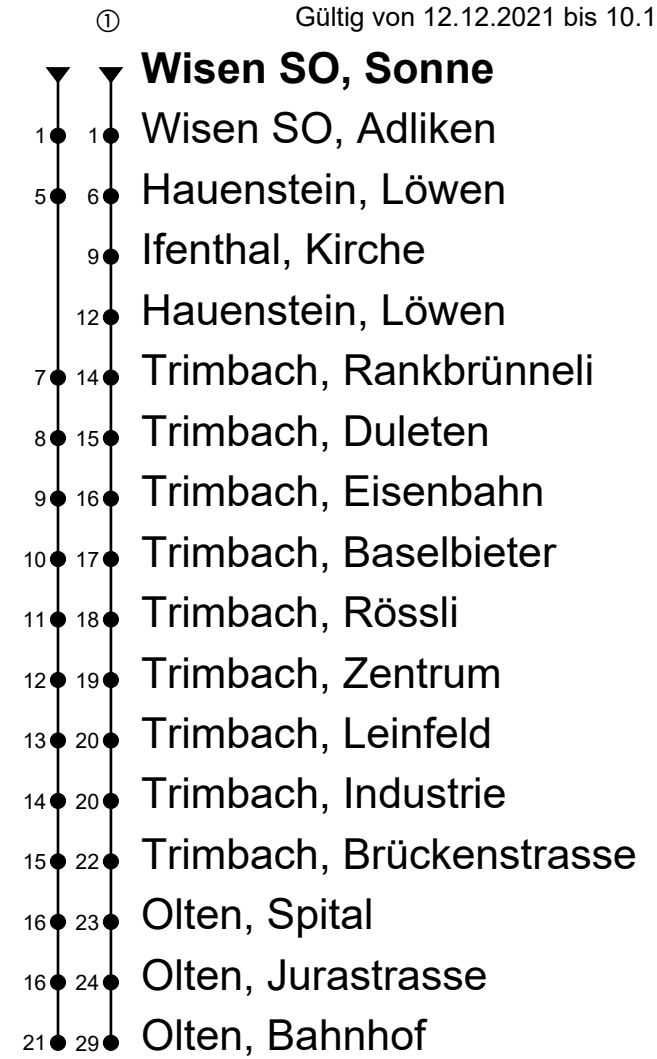 ① Gültig von 12.12.2021 bis 10.1
Wisen SO, Sonne
1 1 Wisen SO, Adliken
5 6 Hauenstein, Löwen
9 Ifenthal, Kirche
12 Hauenstein, Löwen
7 14 Trimbach, Rankbrünneli
8 15 Trimbach, Duleten
9 16 Trimbach, Eisenbahn
10 17 Trimbach, Baselbieter
11 18 Trimbach, Rössli
12 19 Trimbach, Zentrum
13 20 Trimbach, Leinfeld
14 20 Trimbach, Industrie
15 22 Trimbach, Brückenstrasse
16 23 Olten, Spital
16 24 Olten, Jurastrasse
21 29 Olten, Bahnhof